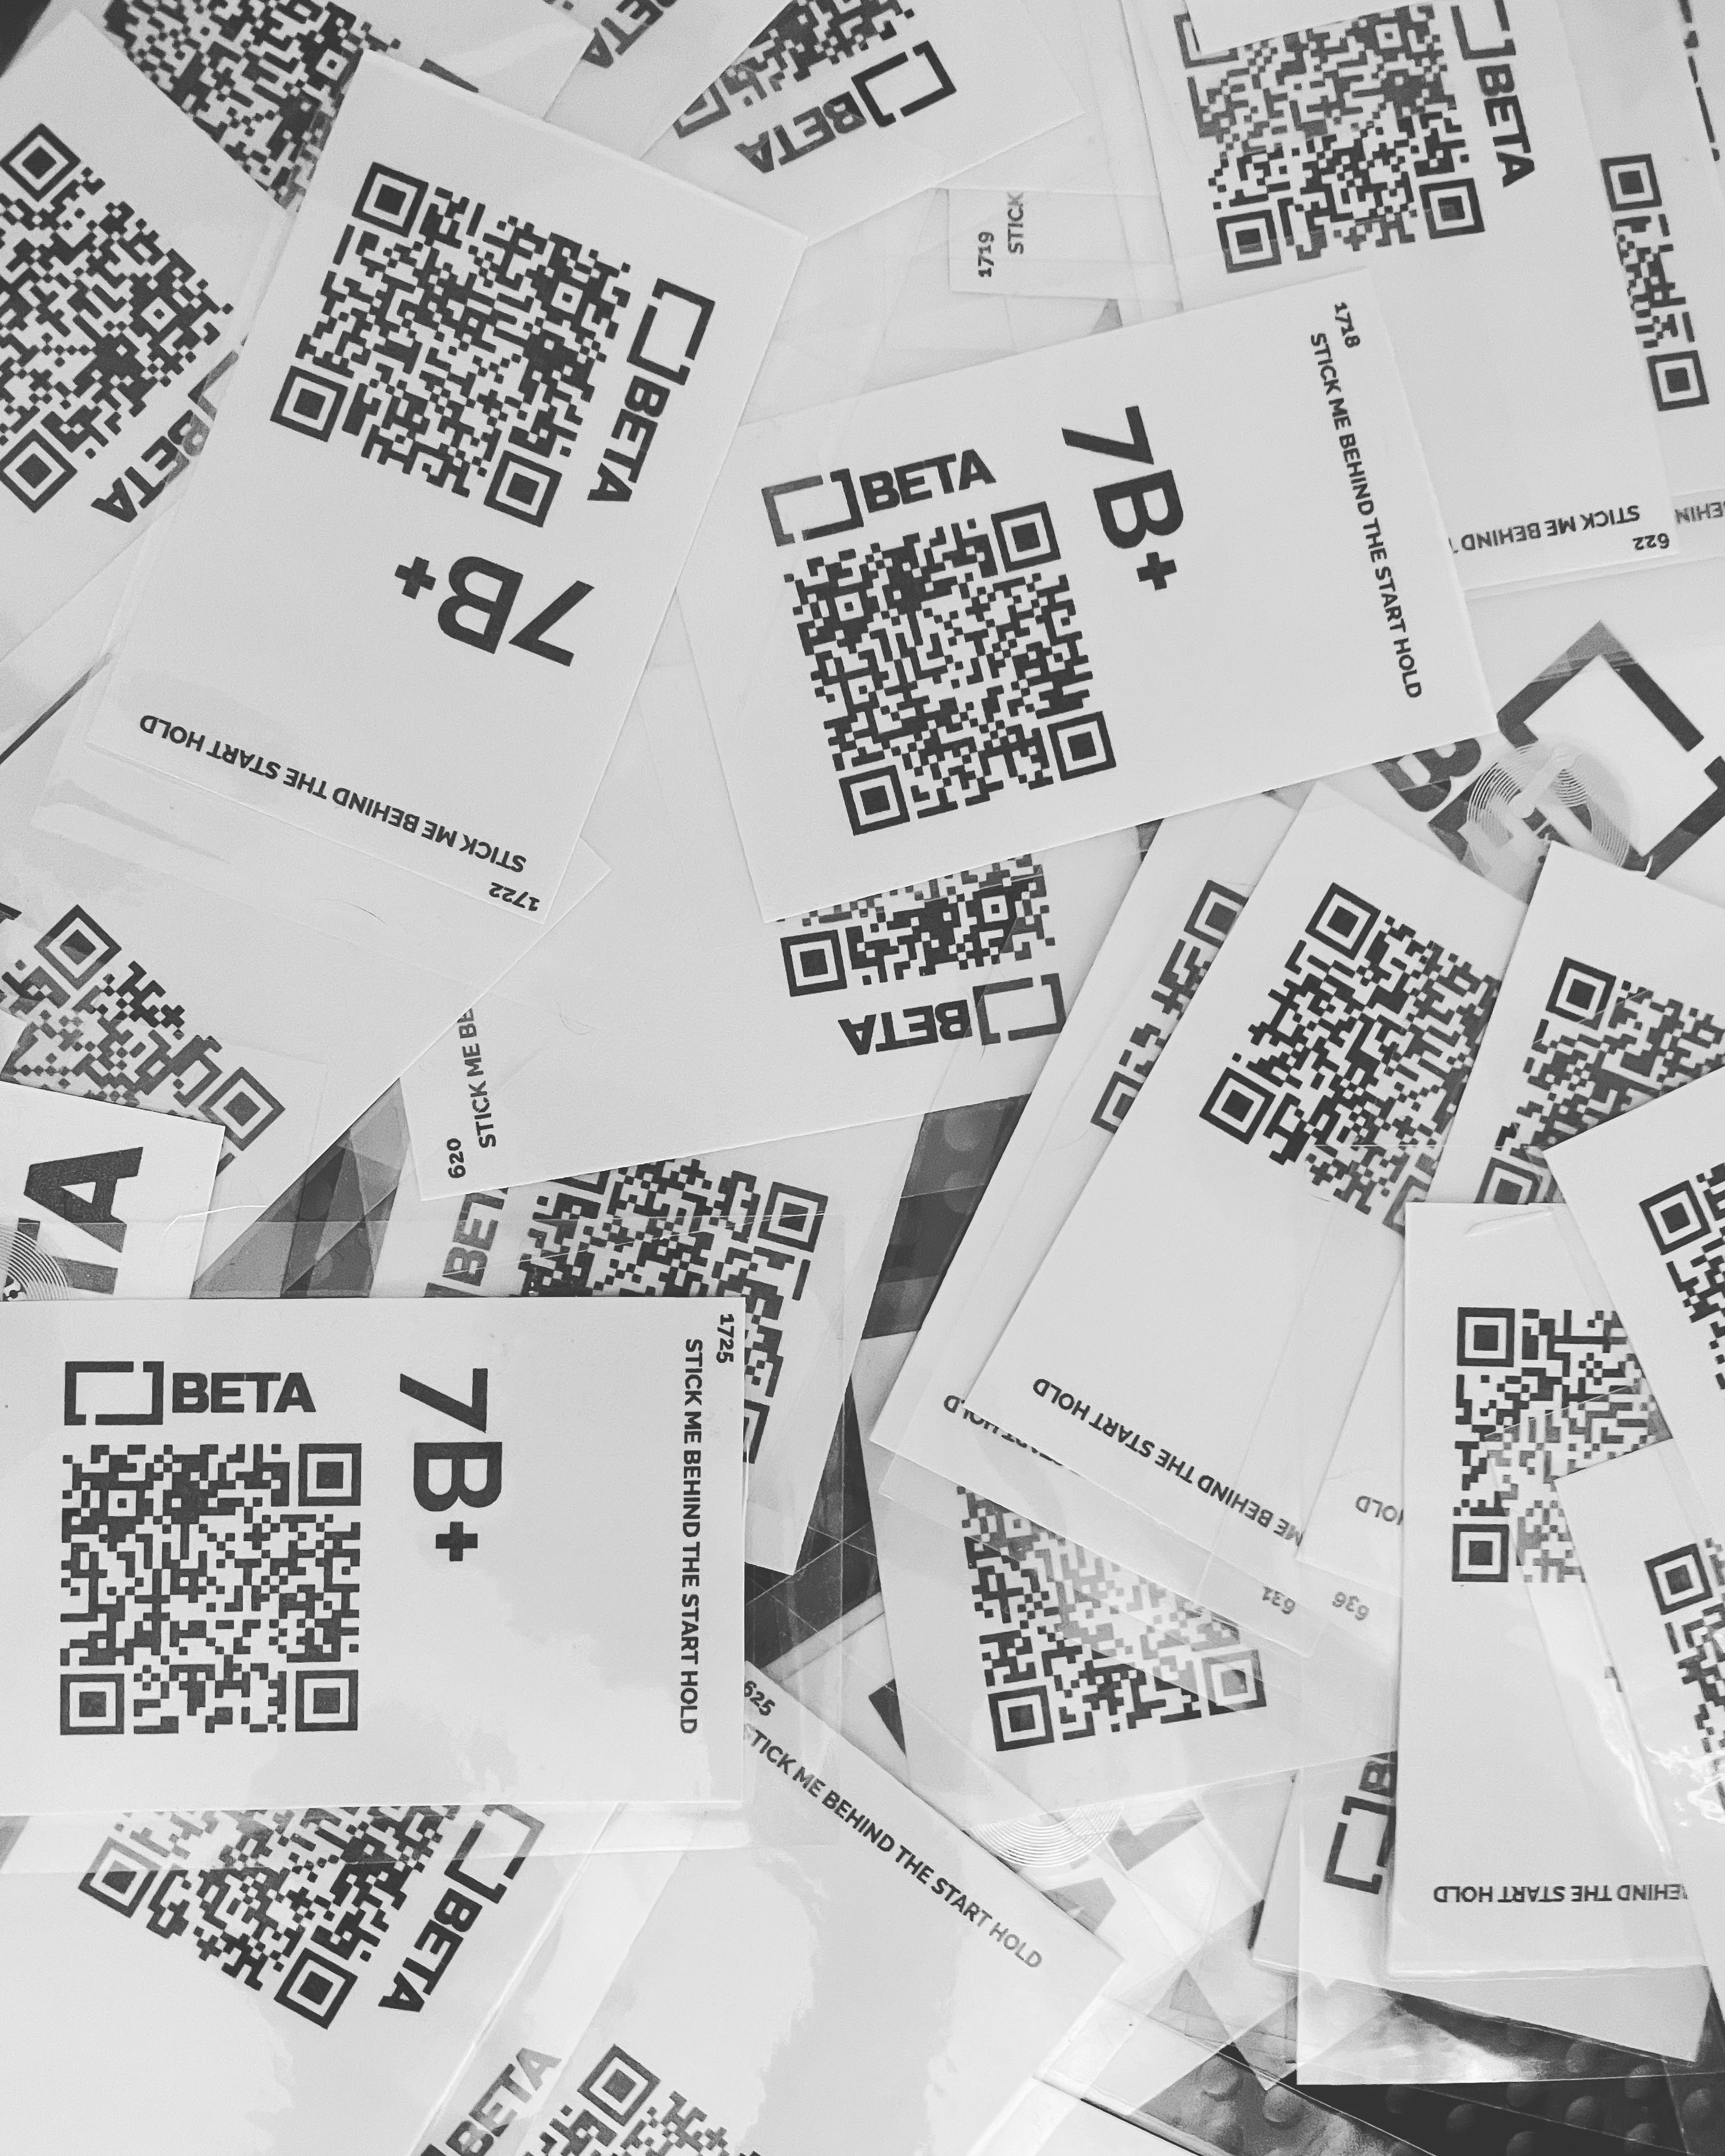 BETA
BETA
BETA
1719
STICK
BETA
BETA
7B+
STICK ME BEHIND THE START HOLD
1722
BETA
7B+
1718
STICK ME BEHIND THE START HOLD
STICK ME BEHIND
622
BETA
620
STICK ME BE
BETA
7B+
1725
STICK ME BEHIND THE START HOLD
ME BEHIND THE START HOLD
631
636
625
STICK ME BEHIND THE START HOLD
BEHIND THE START HOLD
BETA
BETA